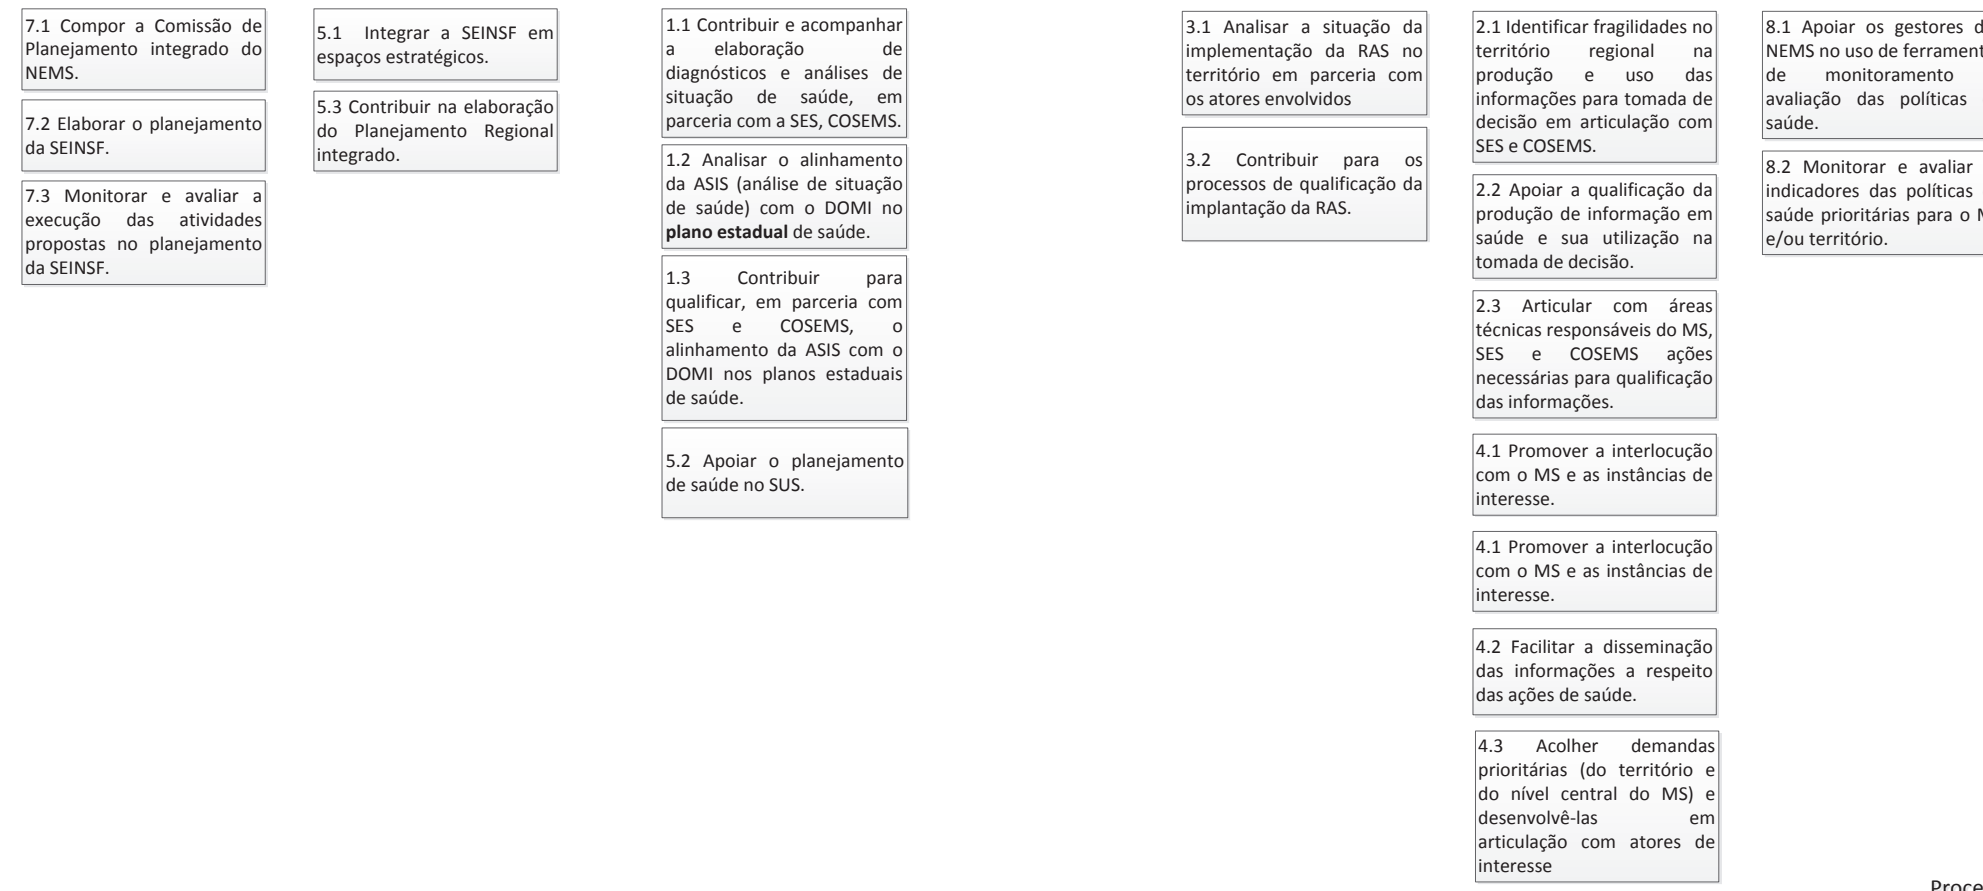 7.1 Compor a Comissão de
Planejamento integrado do
NEMS.
7.2 Elaborar o planejamento
da SEINSF.
7.3 Monitorar e avaliar a
execução das atividades
propostas no planejamento
da SEINSF.
5.1 Integrar a SEINSF em
espaços estratégicos.
5.3 Contribuir na elaboração
do Planejamento Regional
integrado.
1.1 Contribuir e acompanhar
a elaboração de
diagnósticos e análises de
situação de saúde, em
parceria com a SES, COSEMS.
1.2 Analisar o alinhamento
da ASIS (análise de situação
de saúde) com o DOMI no
plano estadual de saúde.
1.3 Contribuir para
qualificar, em parceria com
SES e COSEMS, o
alinhamento da ASIS com o
DOMI nos planos estaduais
de saúde.
5.2 Apoiar o planejamento
de saúde no SUS.
3.1 Analisar a situação da
implementação da RAS no
território em parceria com
os atores envolvidos
3.2 Contribuir para os
processos de qualificação da
implantação da RAS.
2.1 Identificar fragilidades no
território regional na
produção e uso das
informações para tomada de
decisão em articulação com
SES e COSEMS.
2.2 Apoiar a qualificação da
produção de informação em
saúde e sua utilização na
tomada de decisão.
2.3 Articular com áreas
técnicas responsáveis do MS,
SES e COSEMS ações
necessárias para qualificação
das informações.
4.1 Promover a interlocução
com o MS e as instâncias de
interesse.
4.1 Promover a interlocução
com o MS e as instâncias de
interesse.
4.2 Facilitar a disseminação
das informações a respeito
das ações de saúde.
4.3 Acolher demandas
prioritárias (do território e
do nível central do MS) e
desenvolvê-las em
articulação com atores de
interesse
8.1 Apoiar os gestores
NEMS no uso de
de monitoramento
avaliação das políticas
saúde.
8.2 Monitorar e avaliar
indicadores das políticas
saúde prioritárias para o
e/ou território.